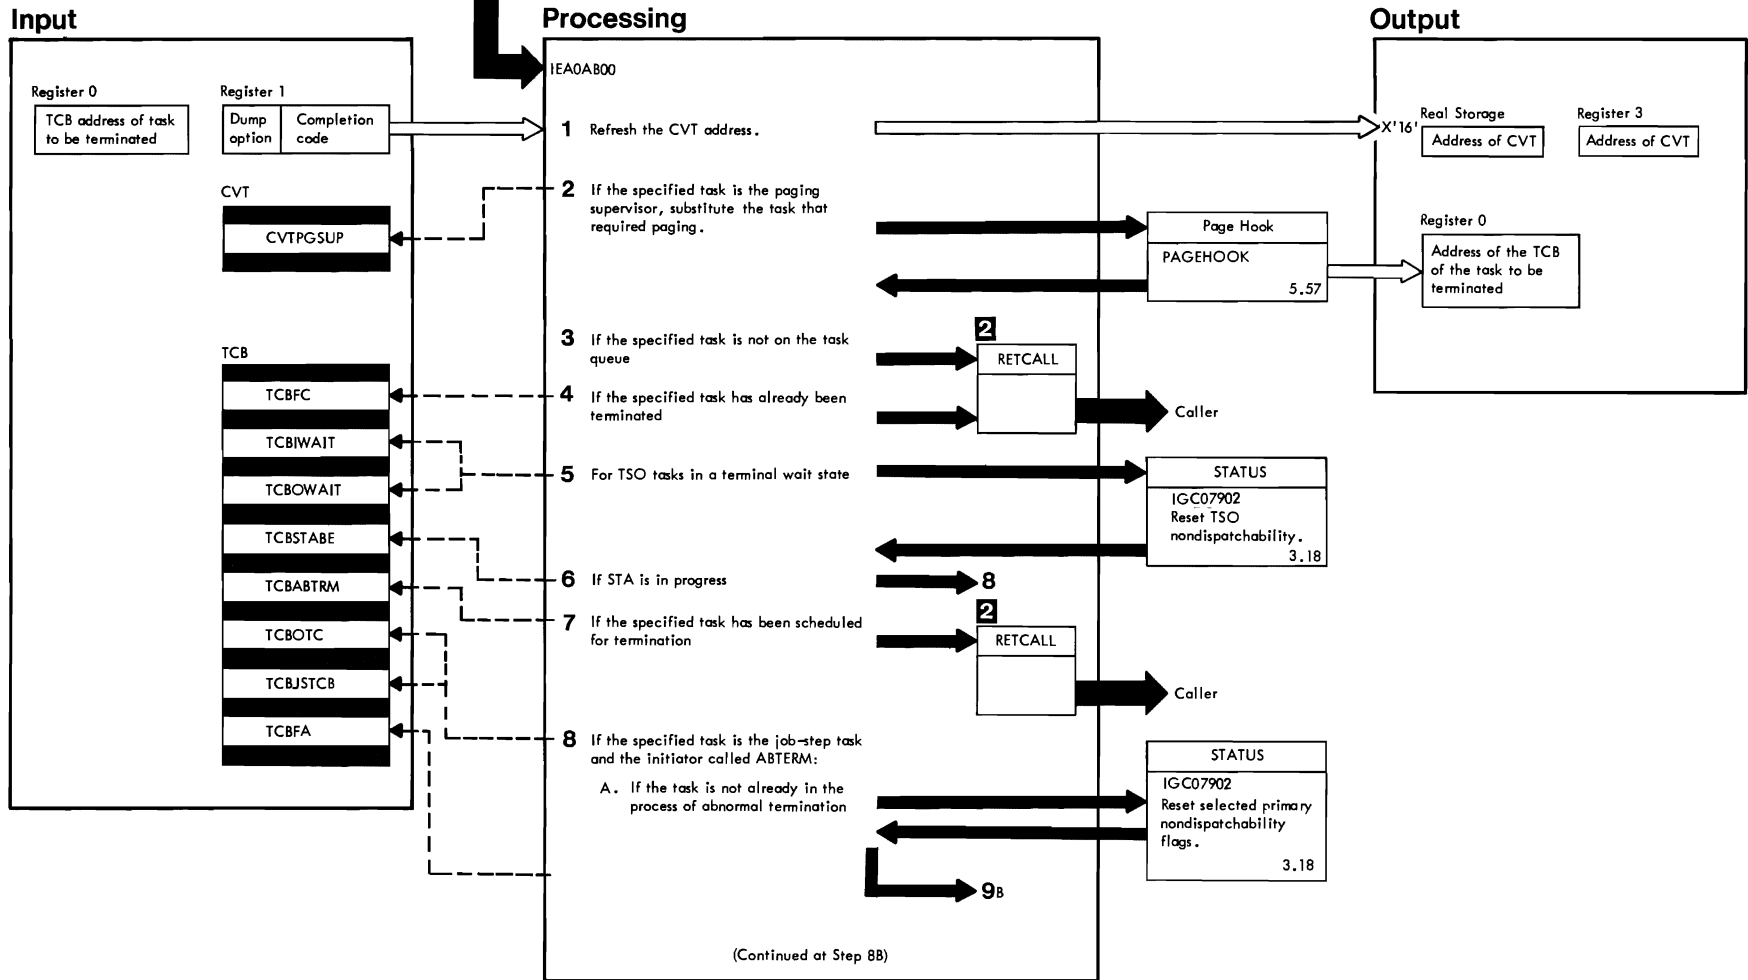 Input
Processing
Output
IEA0AB00
Register 0
TCB address of task
to be terminated
Register 1
Dump
option
Completion
code
1 Refresh the CVT address.
X'16'
Real Storage
Address of CVT
Register 3
Address of CVT
CVT
CVTPGSUP
2 If the specified task is the paging
supervisor, substitute the task that
required paging.
Page Hook
PAGEHOOK
5.57
Register 0
Address of the TCB
of the task to be
terminated
TCB
TCBFC
TCBIWAIT
TCBOWAIT
TCBSTABE
TCBABTRM
TCBOTC
TCBJSTCB
TCBFA
3 If the specified task is not on the task
queue
2
RETCALL
4 If the specified task has already been
terminated
Caller
5 For TSO tasks in a terminal wait state
STATUS
IGC07902
Reset TSO
nondispatchability.
3.18
6 If STA is in progress
8
7 If the specified task has been scheduled
for termination
2
RETCALL
Caller
8 If the specified task is the job-step task
and the initiator called ABTERM:
A. If the task is not already in the
process of abnormal termination
STATUS
IGC07902
Reset selected primary
nondispatchability
flags.
3.18
9B
(Continued at Step 8B)